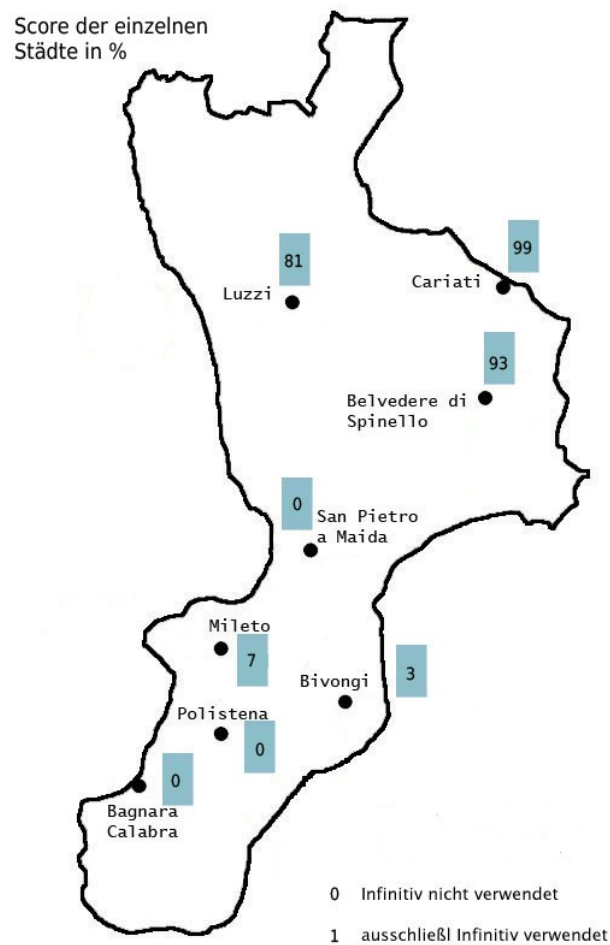 Score der einzelnen
Städte in %
99
81
Cariati
Luzzi
93
Belvedere di
Spinello
0
San Pietro
a Maida
Mileto
7
3
Bivongi
Polistena
0
0
Bagnara
Calabra
0 Infinitiv nicht verwendet
1 ausschließl Infinitiv verwendet